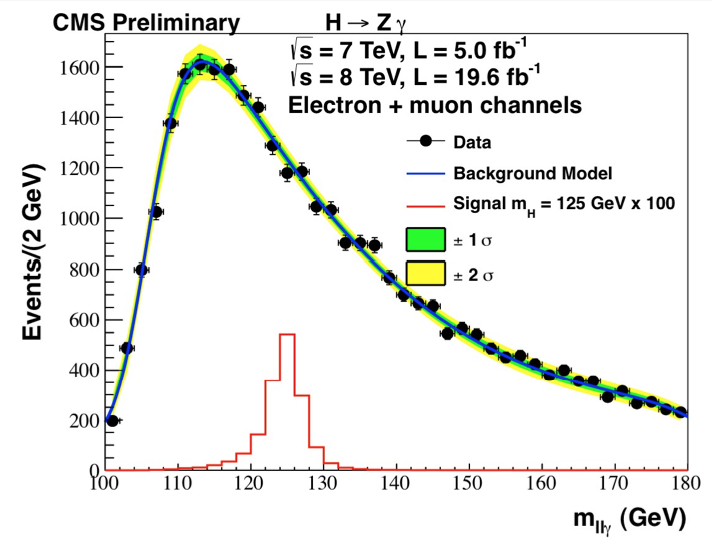 CMS Preliminary
H → Z γ
√s = 7 TeV, L = 5.0 fb⁻¹
√s = 8 TeV, L = 19.6 fb⁻¹
Electron + muon channels
Data
Background Model
Signal m_H = 125 GeV x 100
± 1 σ
± 2 σ
Events/(2 GeV)
1600
1400
1200
1000
800
600
400
200
0
100 110 120 130 140 150 160 170 180
m_llγ (GeV)